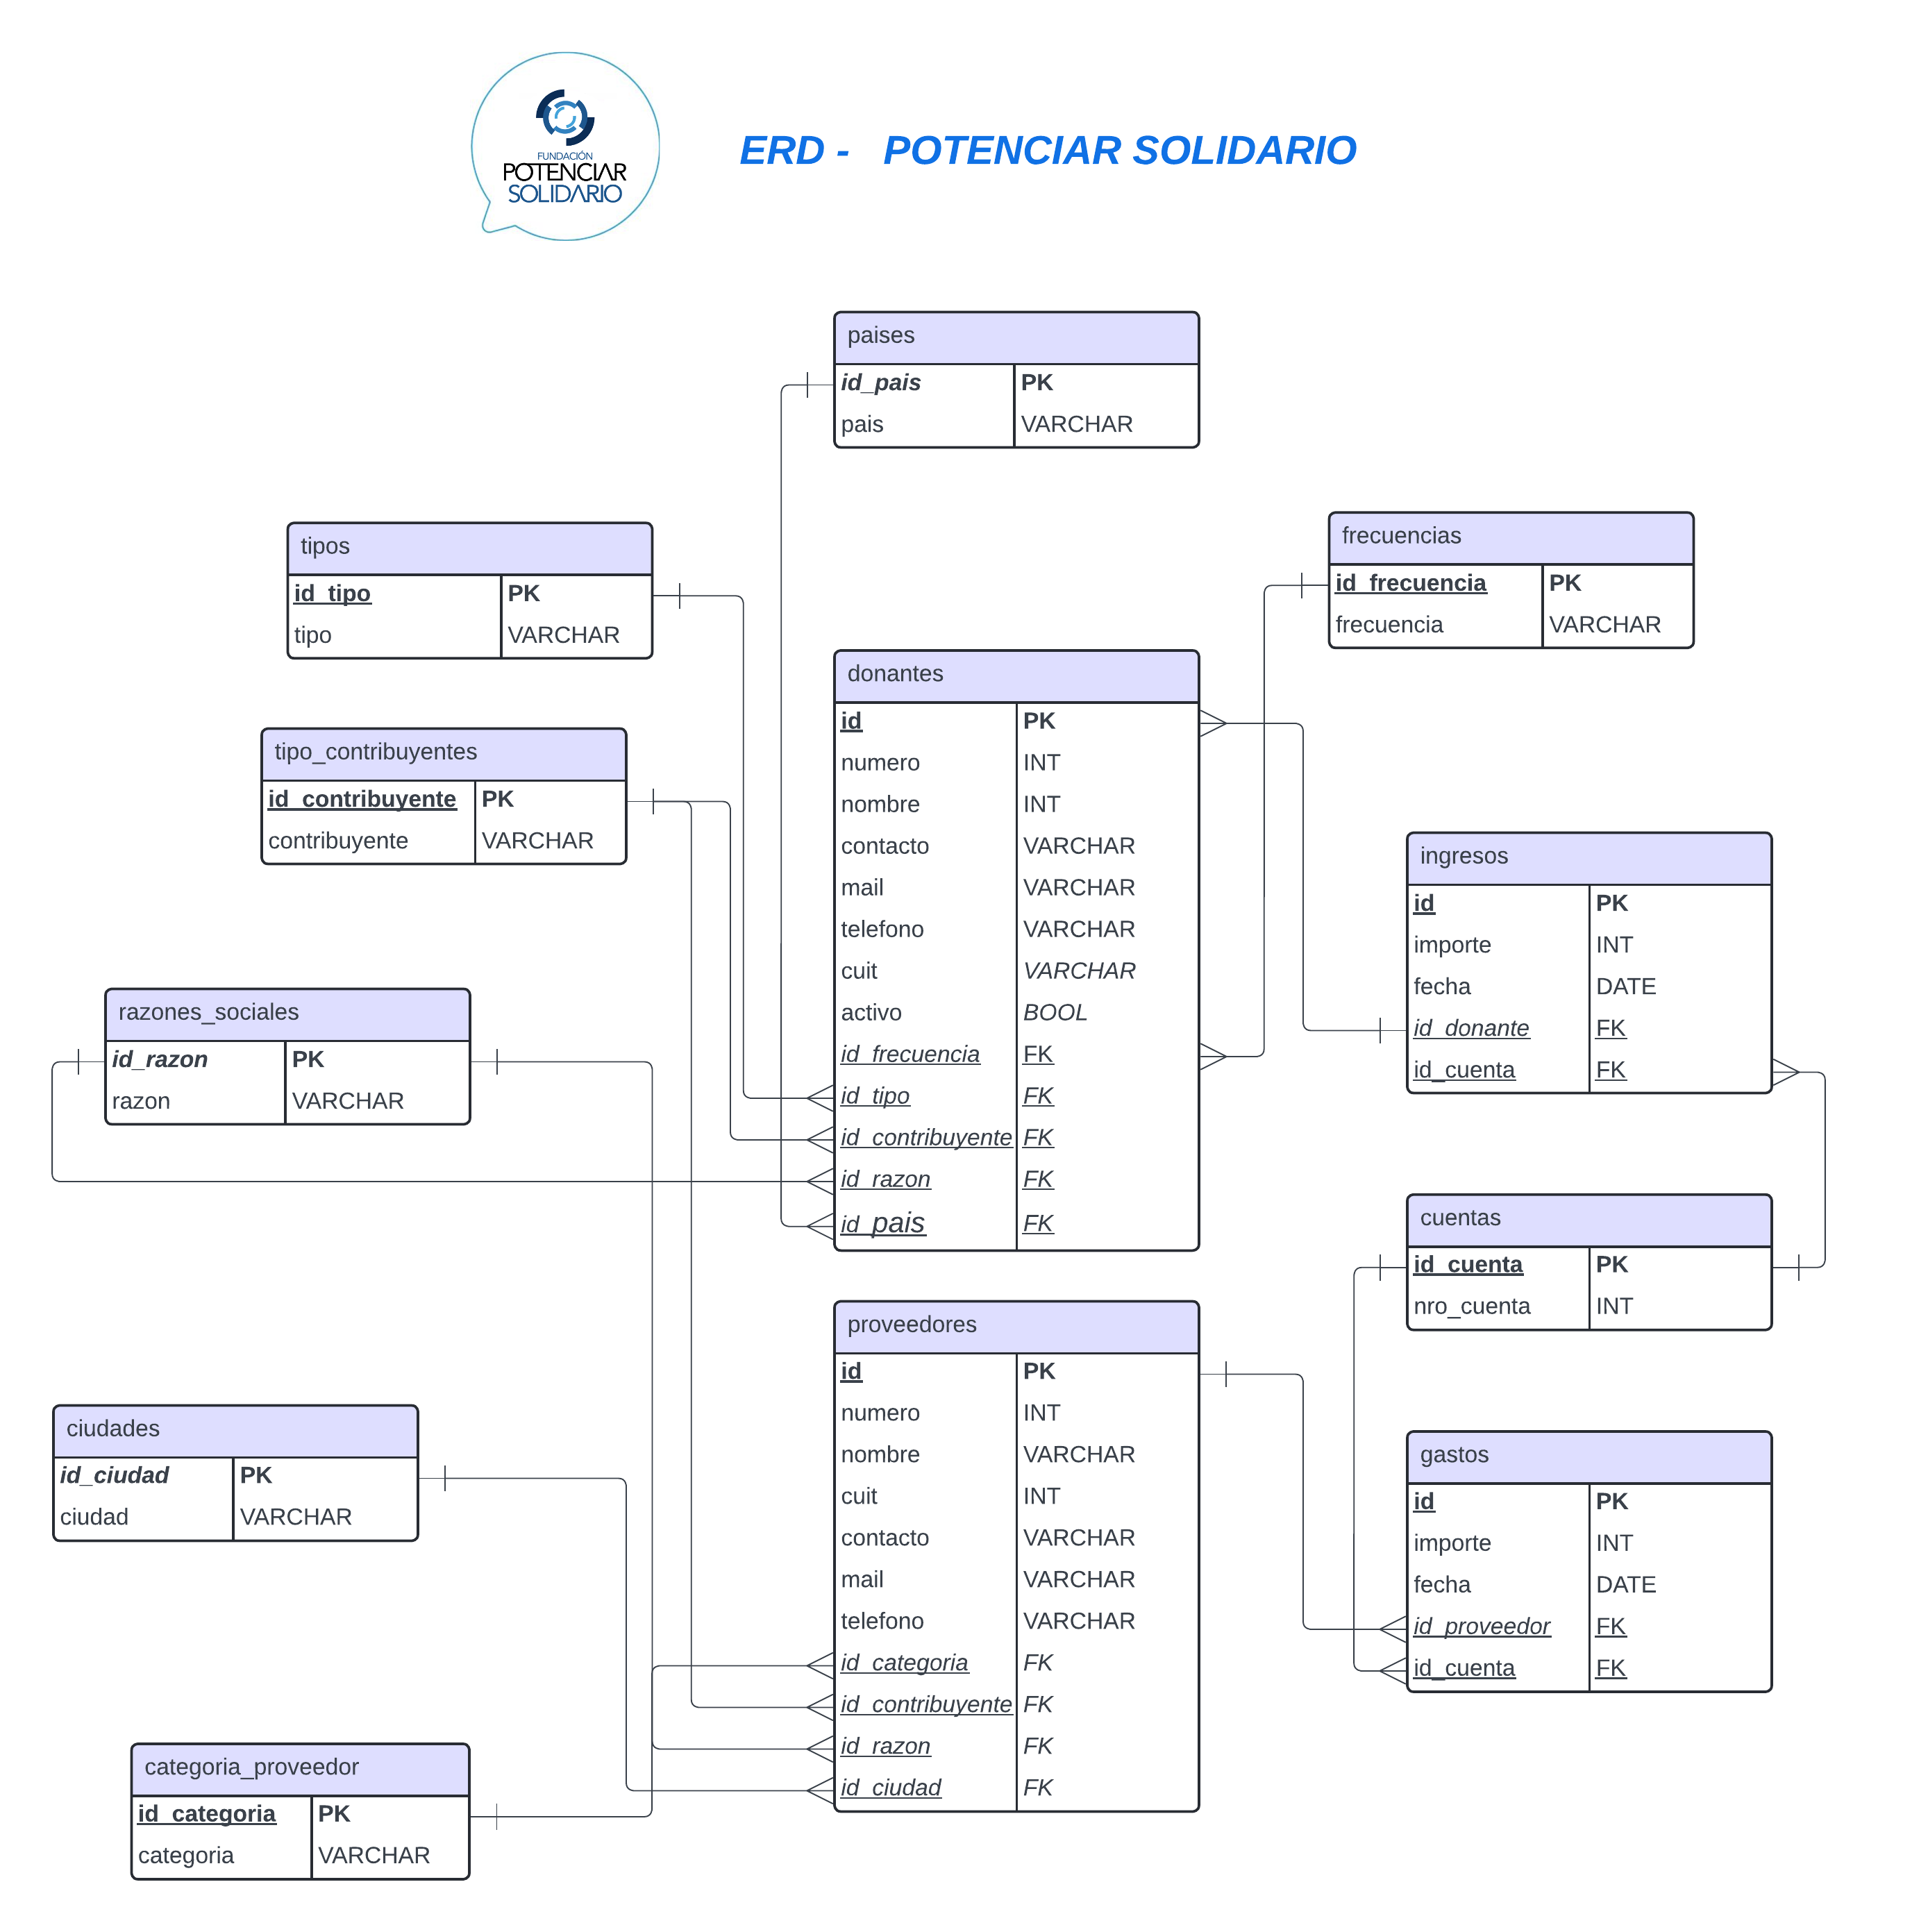 FUNDACIÓN
POTENCIAR
SOLIDARIO
ERD - POTENCIAR SOLIDARIO
paises
id_pais PK
pais VARCHAR
tipos
id_tipo PK
tipo VARCHAR
frecuencias
id_frecuencia PK
frecuencia VARCHAR
donantes
id PK
numero INT
nombre INT
contacto VARCHAR
mail VARCHAR
telefono VARCHAR
cuit VARCHAR
activo BOOL
id_frecuencia FK
id_tipo FK
id_contribuyente FK
id_razon FK
id_pais FK
tipo_contribuyentes
id_contribuyente PK
contribuyente VARCHAR
ingresos
id PK
importe INT
fecha DATE
id_donante FK
id_cuenta FK
razones_sociales
id_razon PK
razon VARCHAR
cuentas
id_cuenta PK
nro_cuenta INT
proveedores
id PK
numero INT
nombre VARCHAR
cuit INT
contacto VARCHAR
mail VARCHAR
telefono VARCHAR
id_categoria FK
id_contribuyente FK
id_razon FK
id_ciudad FK
ciudades
id_ciudad PK
ciudad VARCHAR
gastos
id PK
importe INT
fecha DATE
id_proveedor FK
id_cuenta FK
categoria_proveedor
id_categoria PK
categoria VARCHAR